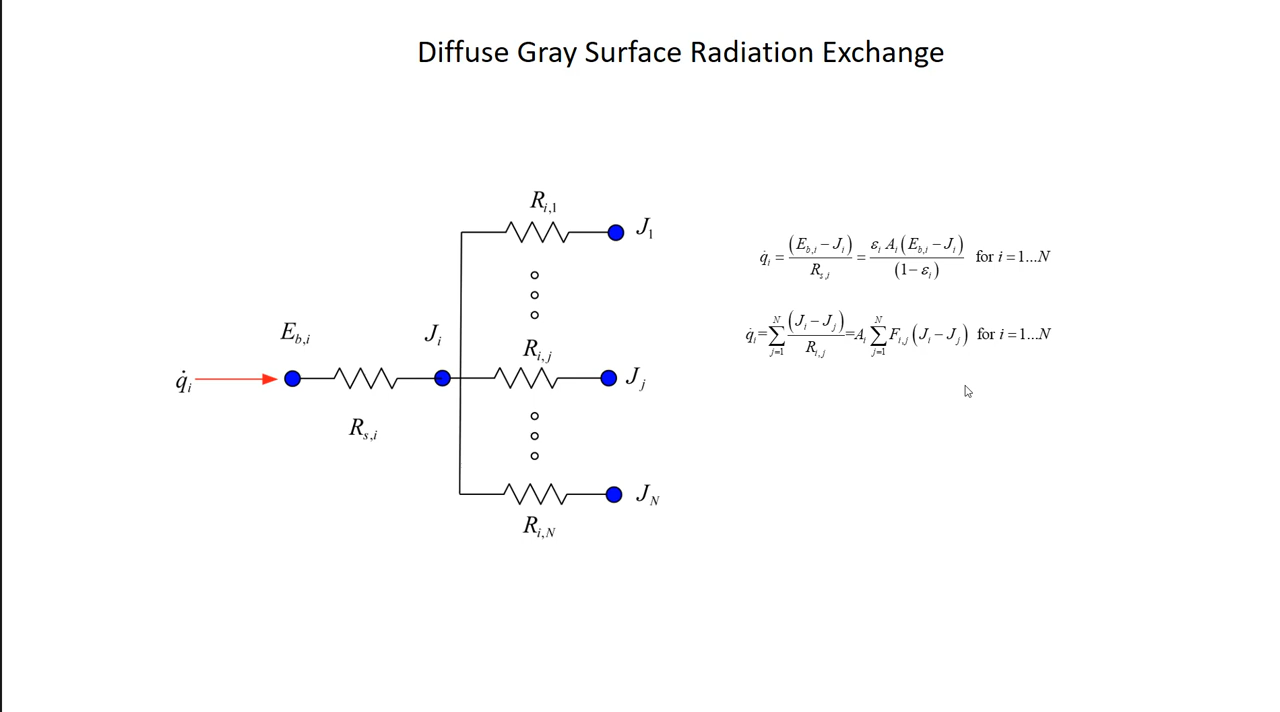 Diffuse Gray Surface Radiation Exchange
R_{i,1}
J_1
q̇_i = (E_{b,i} − J_i) / R_{s,i} = ε_i A_i (E_{b,i} − J_i) / (1 − ε_i) for i = 1...N
q̇_i = ∑_{j=1}^{N} (J_i − J_j) / R_{i,j} = A_i ∑_{j=1}^{N} F_{i,j} (J_i − J_j) for i = 1...N
E_{b,i}
J_i
R_{i,j}
q̇_i
J_j
R_{s,i}
J_N
R_{i,N}